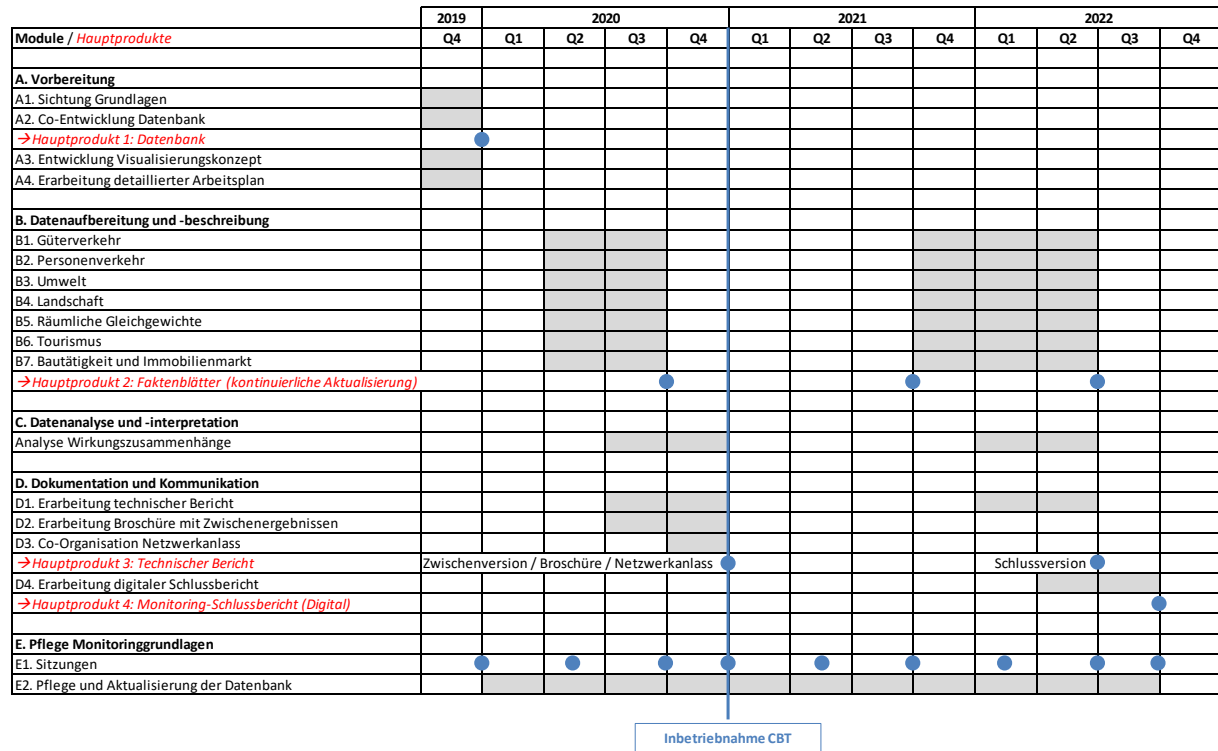 2019 2020 2021 2022
Module / Hauptprodukte Q4 Q1 Q2 Q3 Q4 Q1 Q2 Q3 Q4 Q1 Q2 Q3 Q4
A. Vorbereitung
A1. Sichtung Grundlagen
A2. Co-Entwicklung Datenbank
→Hauptprodukt 1: Datenbank
A3. Entwicklung Visualisierungskonzept
A4. Erarbeitung detaillierter Arbeitsplan
B. Datenaufbereitung und -beschreibung
B1. Güterverkehr
B2. Personenverkehr
B3. Umwelt
B4. Landschaft
B5. Räumliche Gleichgewichte
B6. Tourismus
B7. Bautätigkeit und Immobilienmarkt
→Hauptprodukt 2: Faktenblätter (kontinuierliche Aktualisierung)
C. Datenanalyse und -interpretation
Analyse Wirkungszusammenhänge
D. Dokumentation und Kommunikation
D1. Erarbeitung technischer Bericht
D2. Erarbeitung Broschüre mit Zwischenergebnissen
D3. Co-Organisation Netzwerkanlass
→Hauptprodukt 3: Technischer Bericht Zwischenversion / Broschüre / Netzwerkanlass Schlussversion
D4. Erarbeitung digitaler Schlussbericht
→Hauptprodukt 4: Monitoring-Schlussbericht (Digital)
E. Pflege Monitoringgrundlagen
E1. Sitzungen
E2. Pflege und Aktualisierung der Datenbank
Inbetriebnahme CBT